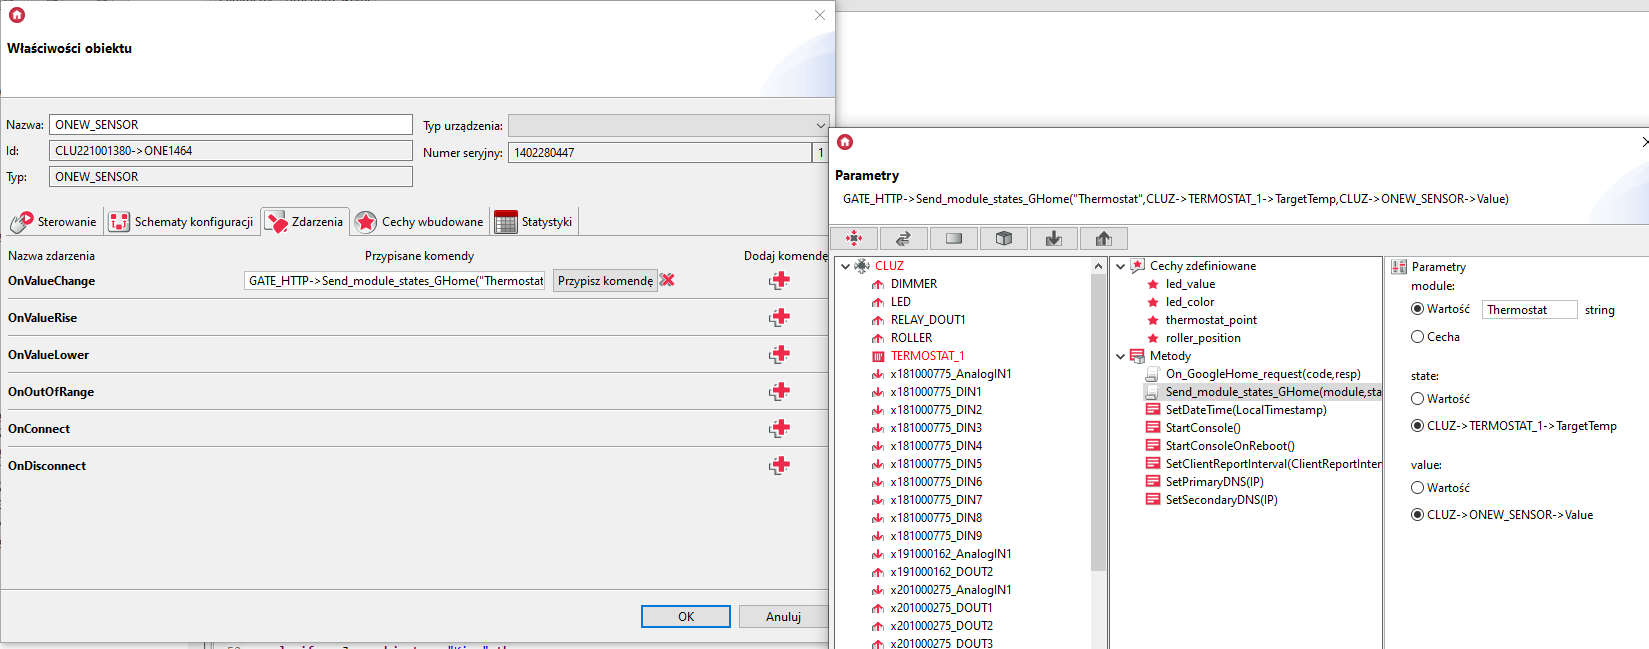 Właściwości obiektu
Nazwa: ONEW_SENSOR
Typ urządzenia:
Id: CLU221001380->ONE1464
Numer seryjny: 1402280447 1
Typ: ONEW_SENSOR
Sterowanie Schematy konfiguracji Zdarzenia Cechy wbudowane Statystyki
Nazwa zdarzenia Przypisane komendy Dodaj komendę
OnValueChange GATE_HTTP->Send_module_states_GHome("Thermostat Przypisz komendę
OnValueRise
OnValueLower
OnOutOfRange
OnConnect
OnDisconnect
OK Anuluj
Parametry
GATE_HTTP->Send_module_states_GHome("Thermostat",CLUZ->TERMOSTAT_1->TargetTemp,CLUZ->ONEW_SENSOR->Value)
CLUZ
DIMMER
LED
RELAY_DOUT1
ROLLER
TERMOSTAT_1
x181000775_AnalogIN1
x181000775_DIN1
x181000775_DIN2
x181000775_DIN3
x181000775_DIN4
x181000775_DIN5
x181000775_DIN6
x181000775_DIN7
x181000775_DIN8
x181000775_DIN9
x191000162_AnalogIN1
x191000162_DOUT2
x201000275_AnalogIN1
x201000275_DOUT1
x201000275_DOUT2
x201000275_DOUT3
Cechy zdefiniowane
led_value
led_color
thermostat_point
roller_position
Metody
On_GoogleHome_request(code,resp)
Send_module_states_GHome(module,sta
SetDateTime(LocalTimestamp)
StartConsole()
StartConsoleOnReboot()
SetClientReportInterval(ClientReportInter
SetPrimaryDNS(IP)
SetSecondaryDNS(IP)
Parametry
module:
Wartość Thermostat string
Cecha
state:
Wartość
CLUZ->TERMOSTAT_1->TargetTemp
value:
Wartość
CLUZ->ONEW_SENSOR->Value